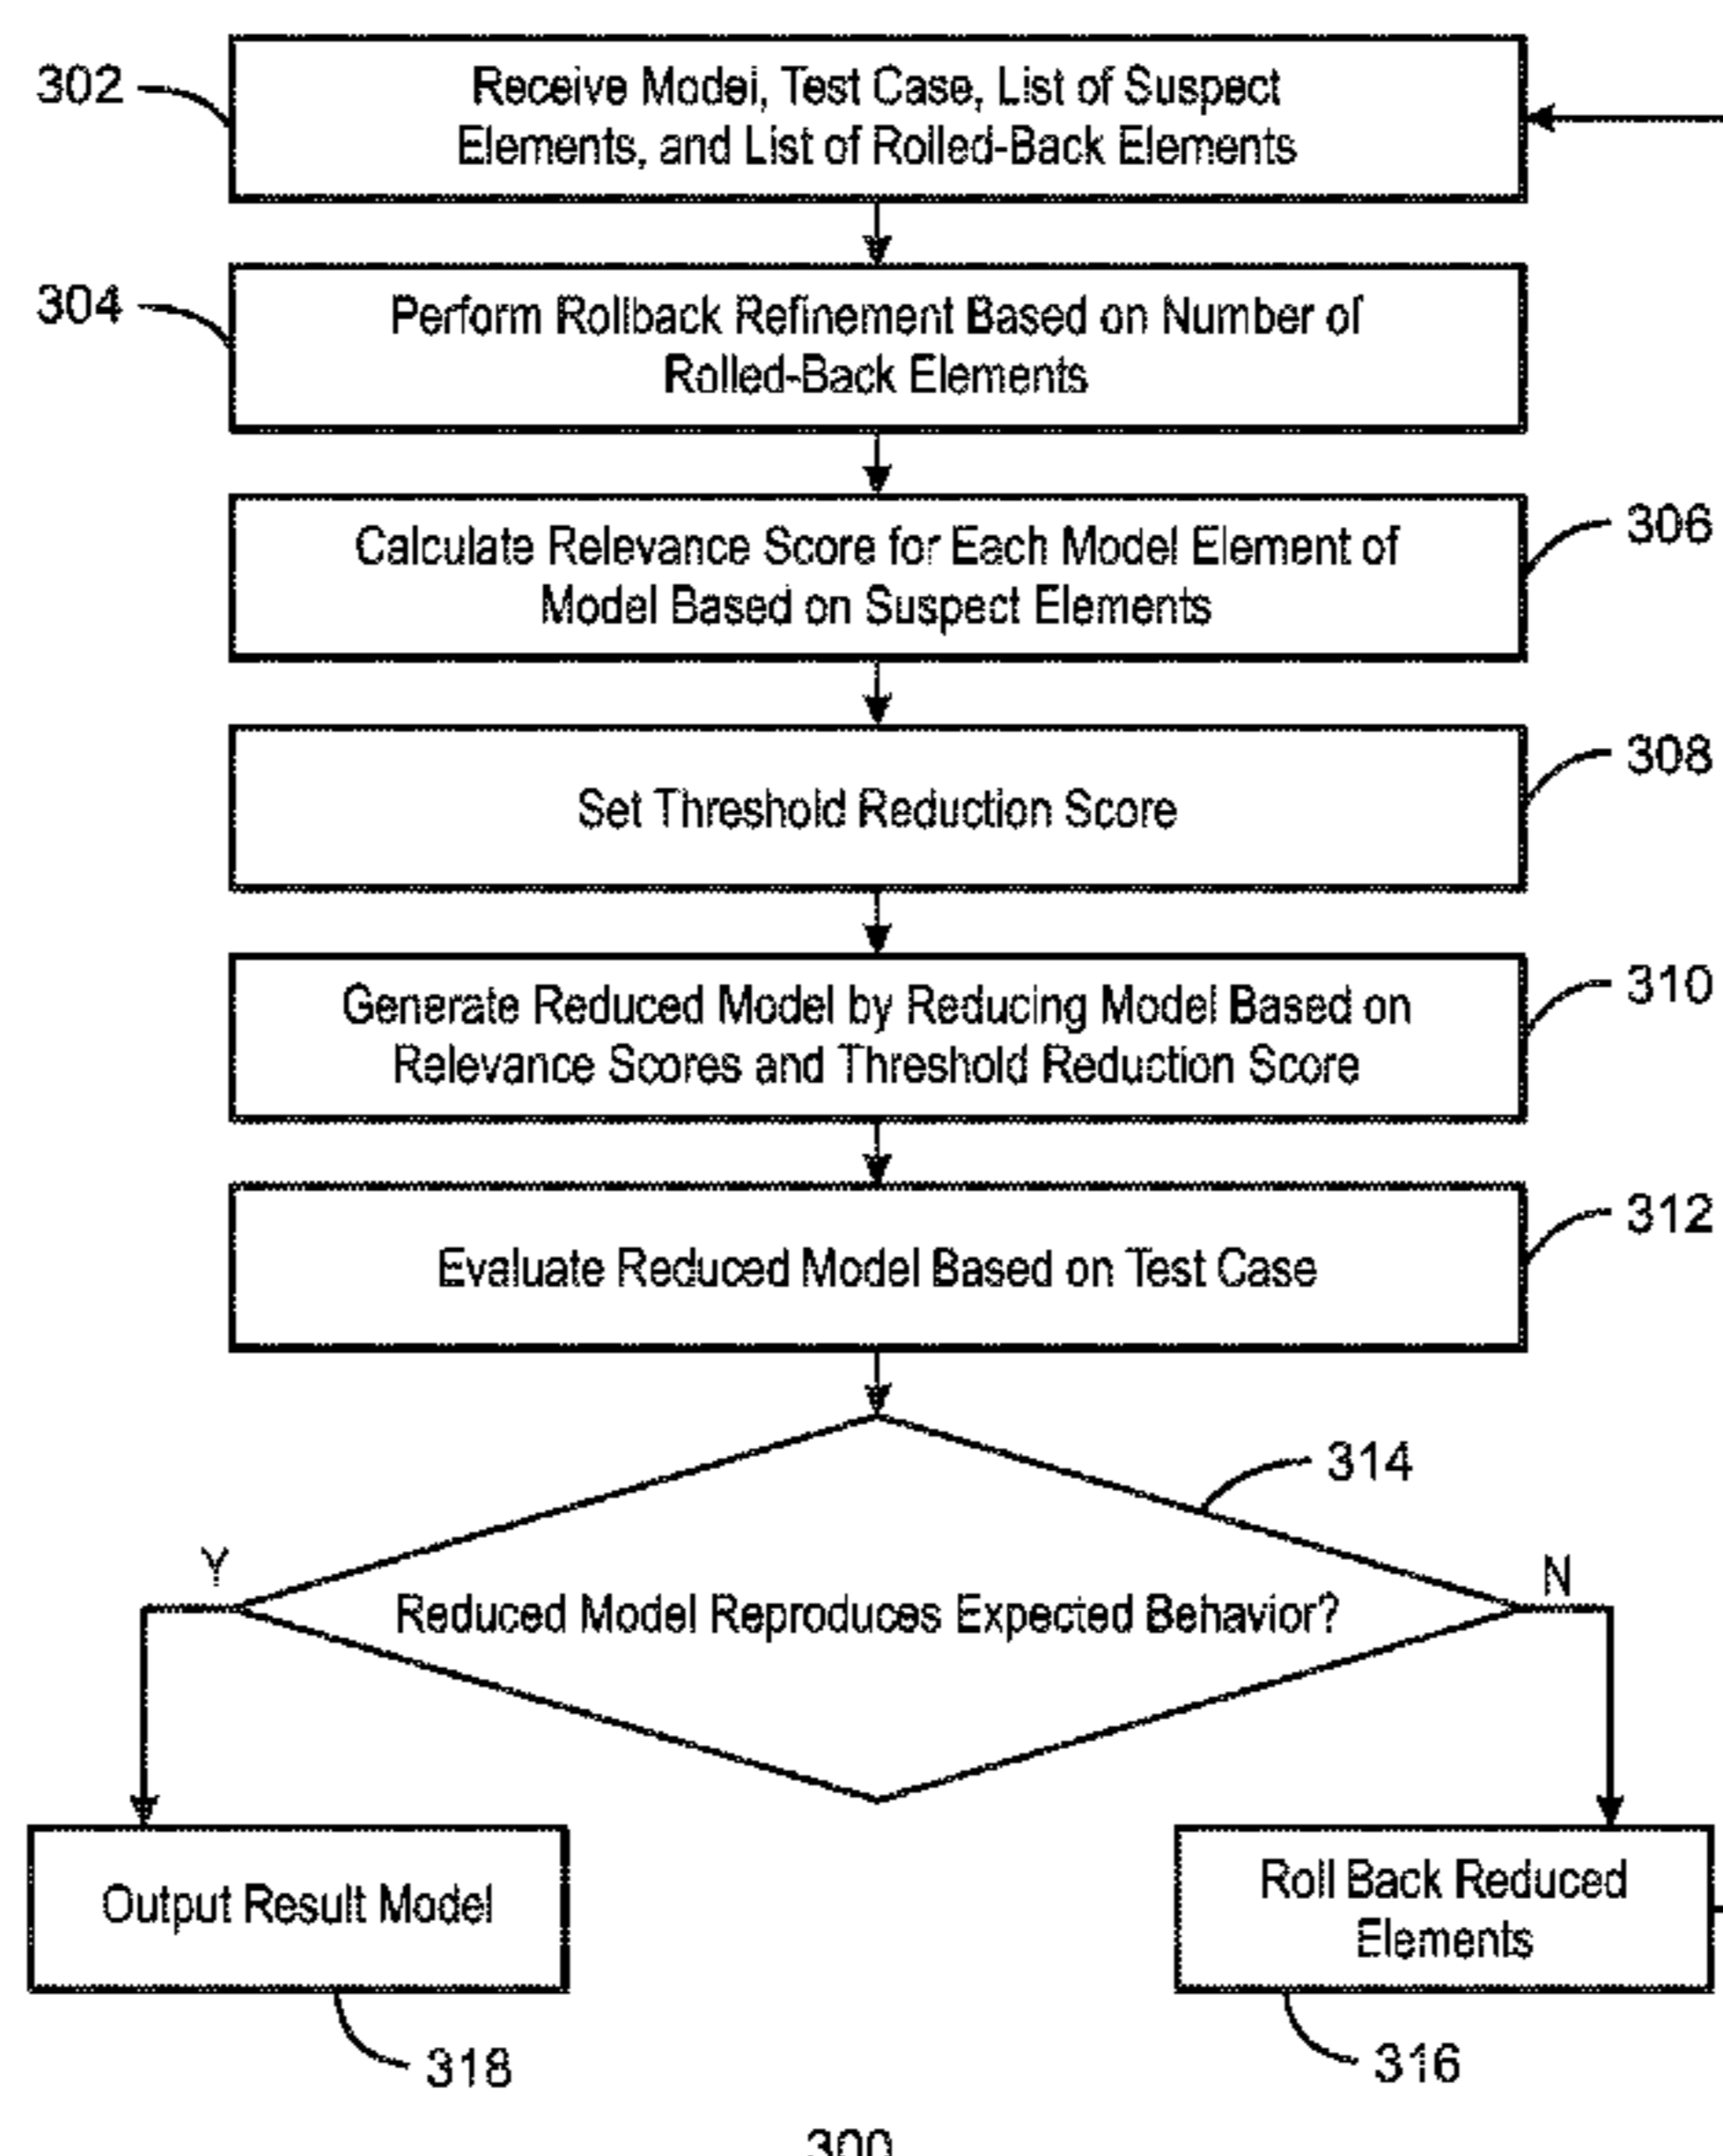 302
Receive Model, Test Case, List of Suspect
Elements, and List of Rolled-Back Elements
304
Perform Rollback Refinement Based on Number of
Rolled-Back Elements
Calculate Relevance Score for Each Model Element of
Model Based on Suspect Elements
306
Set Threshold Reduction Score
308
Generate Reduced Model by Reducing Model Based on
Relevance Scores and Threshold Reduction Score
310
Evaluate Reduced Model Based on Test Case
312
314
Y
N
Reduced Model Reproduces Expected Behavior?
Output Result Model
Roll Back Reduced
Elements
318
316
300